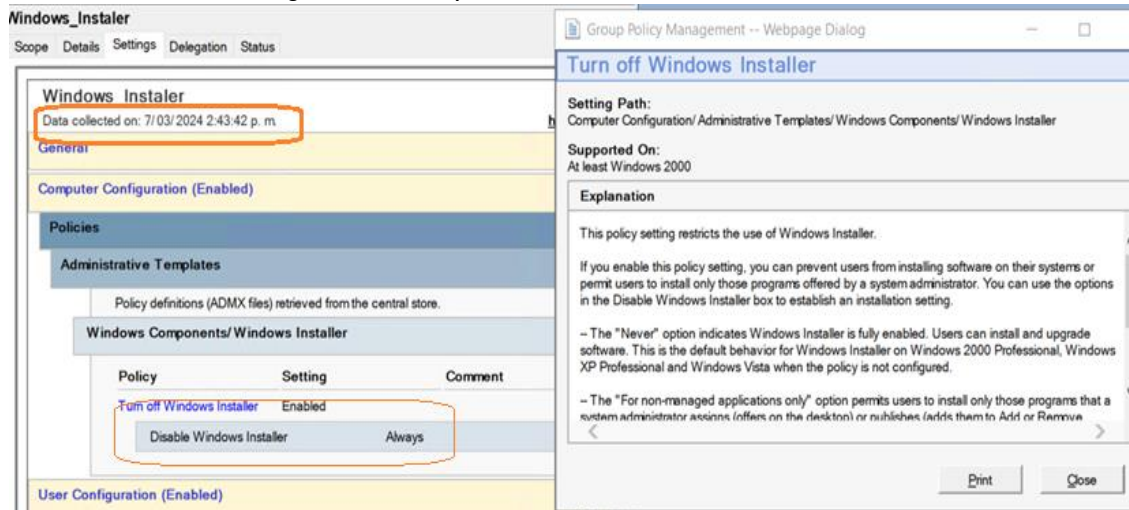 Windows_Instaler
Scope Details Settings Delegation Status
Windows Instaler
Data collected on: 7/03/2024 2:43:42 p. m.
General
Computer Configuration (Enabled)
Policies
Administrative Templates
Policy definitions (ADMX files) retrieved from the central store.
Windows Components/Windows Installer
Policy Setting Comment
Turn off Windows Installer Enabled
Disable Windows Installer Always
User Configuration (Enabled)
Group Policy Management -- Webpage Dialog
Turn off Windows Installer
Setting Path:
Computer Configuration/Administrative Templates/Windows Components/Windows Installer
Supported On:
At least Windows 2000
Explanation
This policy setting restricts the use of Windows Installer.
If you enable this policy setting, you can prevent users from installing software on their systems or
permit users to install only those programs offered by a system administrator. You can use the options
in the Disable Windows Installer box to establish an installation setting.
-- The "Never" option indicates Windows Installer is fully enabled. Users can install and upgrade
software. This is the default behavior for Windows Installer on Windows 2000 Professional, Windows
XP Professional and Windows Vista when the policy is not configured.
-- The "For non-managed applications only" option permits users to install only those programs that a
system administrator assigns (offers on the desktop) or publishes (adds them to Add or Remove
Print Close